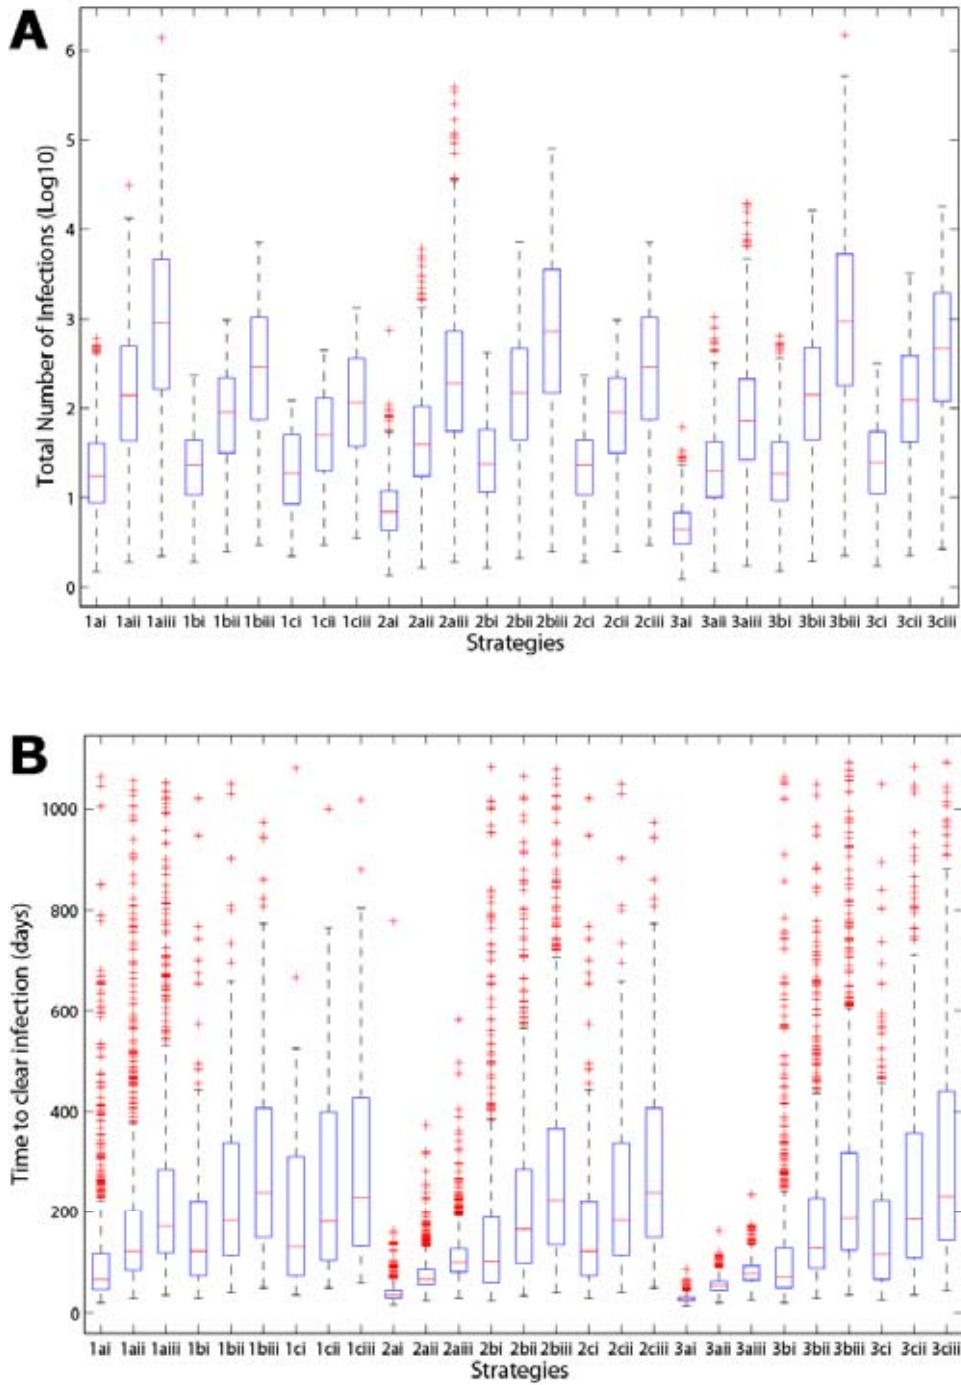 A
Total Number of Infections (Log10)
6
5
4
3
2
1
0
1ai 1aii 1aiii 1bi 1bii 1biii 1ci 1cii 1ciii 2ai 2aii 2aiii 2bi 2bii 2biii 2ci 2cii 2ciii 3ai 3aii 3aiii 3bi 3bii 3biii 3ci 3cii 3ciii
Strategies
B
Time to clear infection (days)
1000
800
600
400
200
0
1ai 1aii 1aiii 1bi 1bii 1biii 1ci 1cii 1ciii 2ai 2aii 2aiii 2bi 2bii 2biii 2ci 2cii 2ciii 3ai 3aii 3aiii 3bi 3bii 3biii 3ci 3cii 3ciii
Strategies